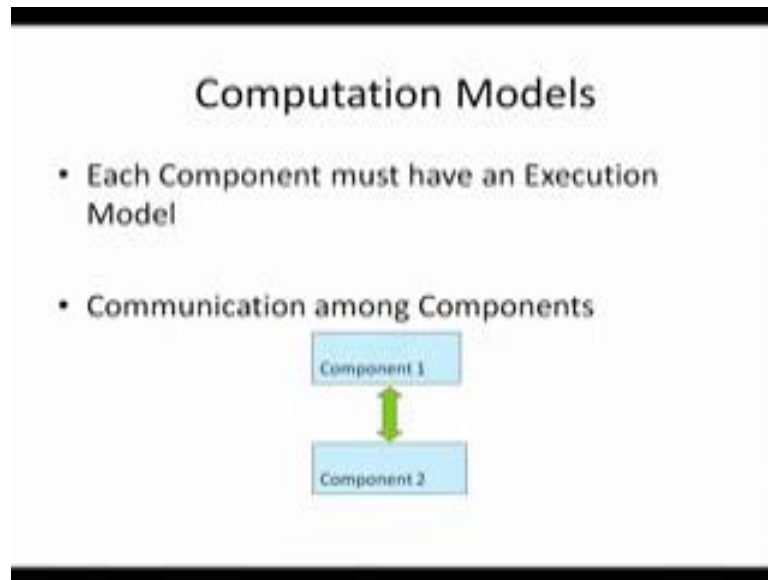 Computation Models
• Each Component must have an Execution
Model
• Communication among Components
Component 1
Component 2